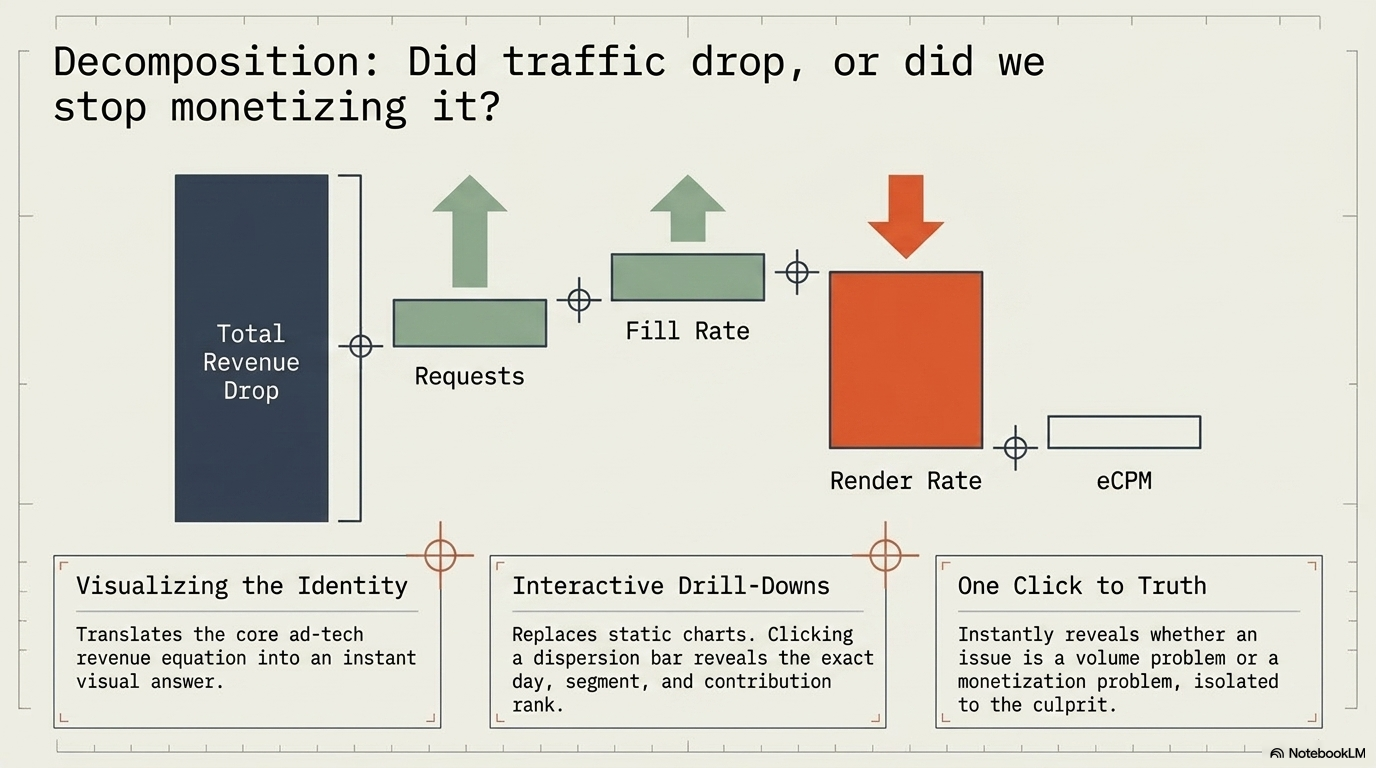 Decomposition: Did traffic drop, or did we
stop monetizing it?
Total
Revenue
Drop
Requests
Fill Rate
Render Rate
eCPM
Visualizing the Identity
Translates the core ad-tech
revenue equation into an instant
visual answer.
Interactive Drill-Downs
Replaces static charts. Clicking
a dispersion bar reveals the exact
day, segment, and contribution
rank.
One Click to Truth
Instantly reveals whether an
issue is a volume problem or a
monetization problem, isolated
to the culprit.
NotebookLM